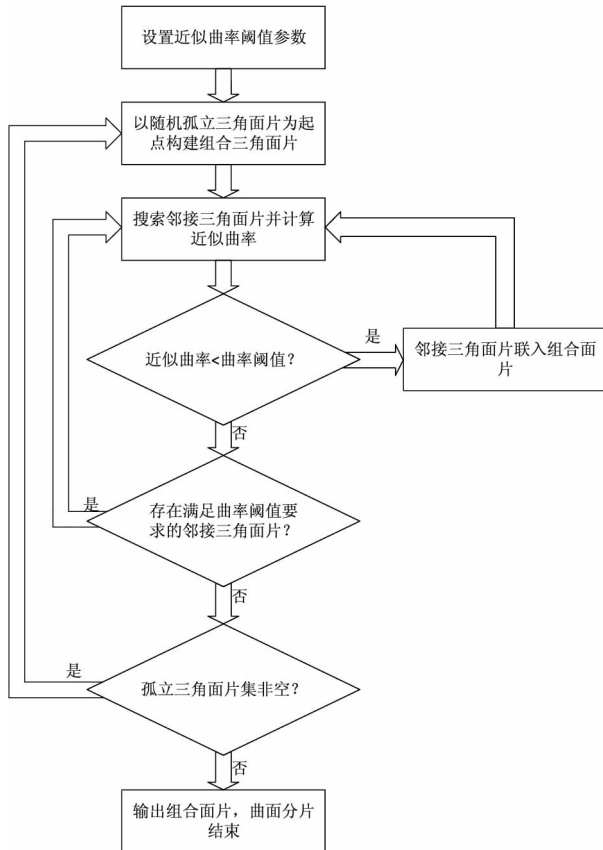 设置近似曲率阈值参数
以随机孤立三角面片为起
点构建组合三角面片
搜索邻接三角面片并计算
近似曲率
近似曲率<曲率阈值?
是
邻接三角面片联入组合面
片
否
存在满足曲率阈值要
求的邻接三角面片?
是
否
孤立三角面片集非空?
是
否
输出组合面片，曲面分片
结束